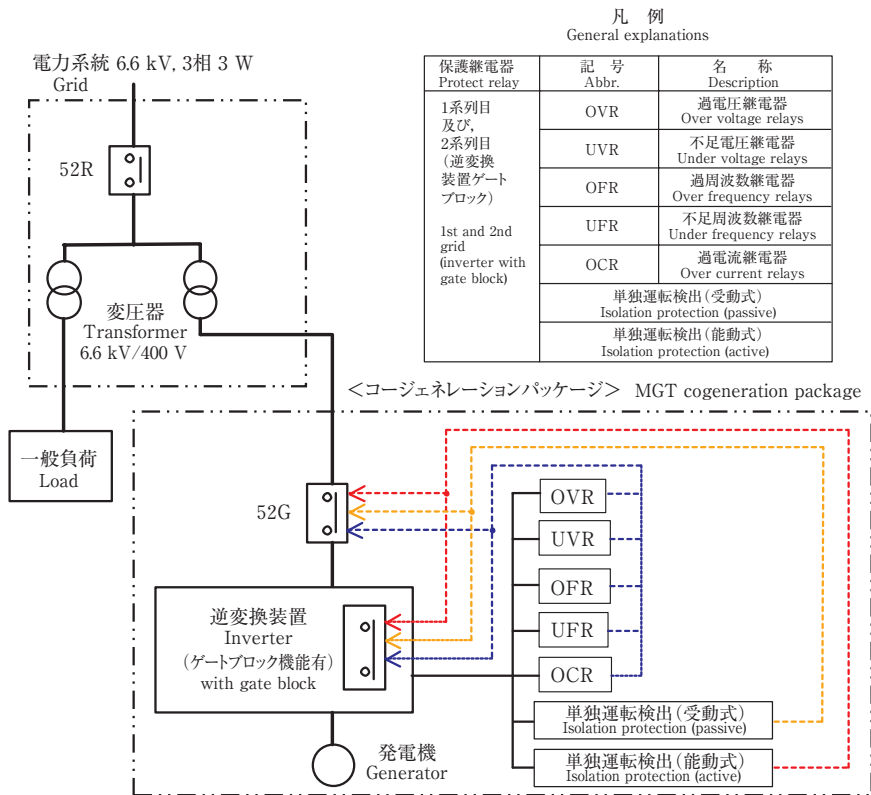 凡 例
General explanations
電力系統 6.6 kV, 3相 3 W
Grid
52R
変圧器
Transformer
6.6 kV/400 V
一般負荷
Load
保護継電器
Protect relay
記 号
Abbr.
名 称
Description
1系列目
及び,
2系列目
(逆変換
装置ゲート
ブロック)
1st and 2nd
grid
(inverter with
gate block)
OVR
過電圧継電器
Over voltage relays
UVR
不足電圧継電器
Under voltage relays
OFR
過周波数継電器
Over frequency relays
UFR
不足周波数継電器
Under frequency relays
OCR
過電流継電器
Over current relays
単独運転検出(受動式)
Isolation protection (passive)
単独運転検出(能動式)
Isolation protection (active)
<コージェネレーションパッケージ> MGT cogeneration package
52G
逆変換装置
Inverter
(ゲートブロック機能有)
with gate block
発電機
Generator
OVR
UVR
OFR
UFR
OCR
単独運転検出(受動式)
Isolation protection (passive)
単独運転検出(能動式)
Isolation protection (active)